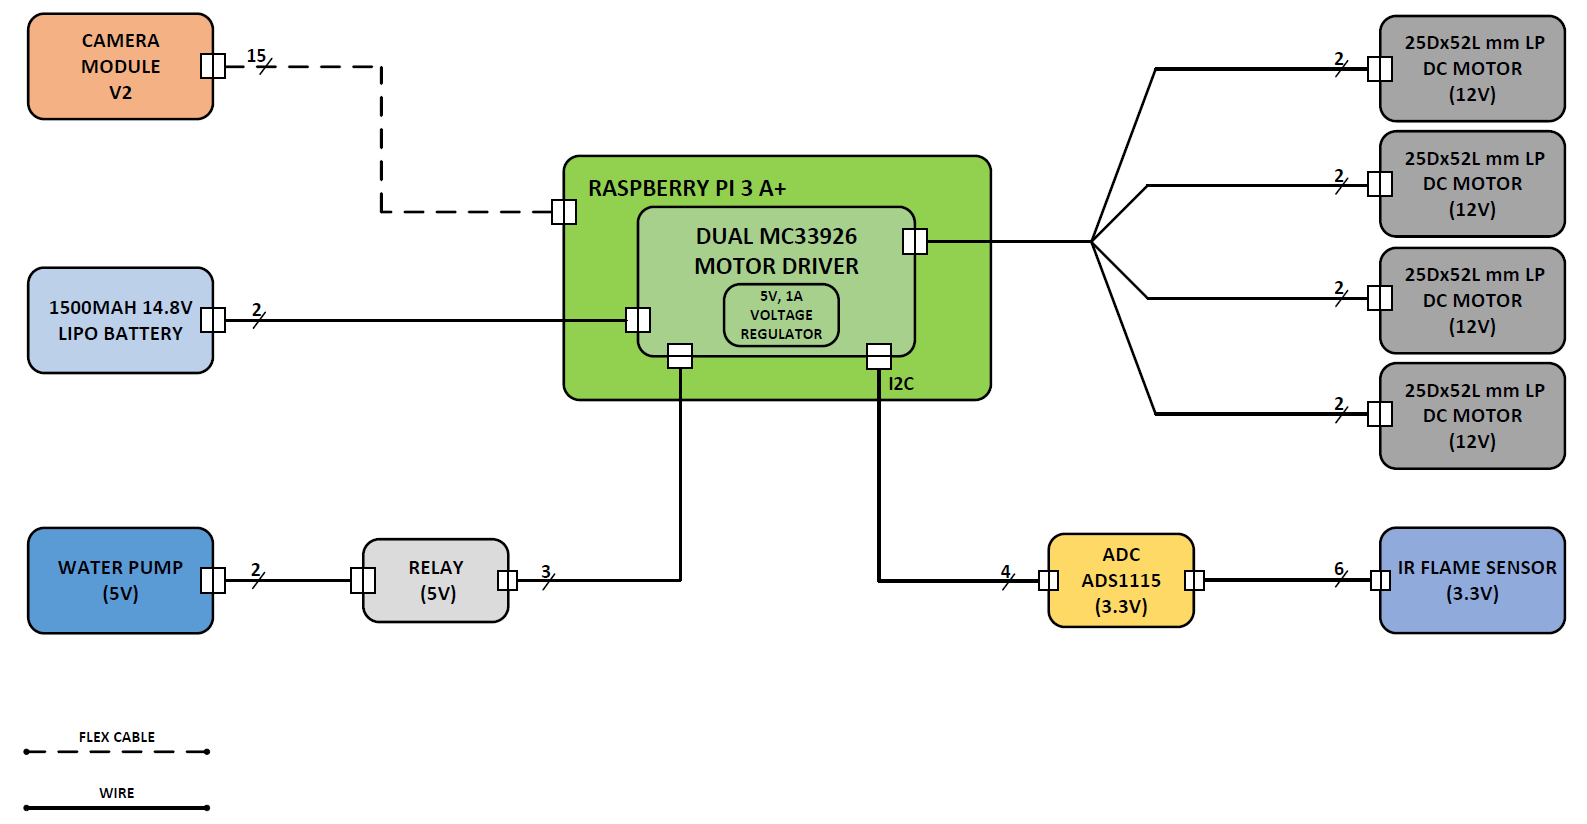 CAMERA
MODULE
V2
15
25Dx52L mm LP
DC MOTOR
(12V)
2
25Dx52L mm LP
DC MOTOR
(12V)
2
RASPBERRY PI 3 A+
DUAL MC33926
MOTOR DRIVER
5V, 1A
VOLTAGE
REGULATOR
I2C
1500MAH 14.8V
LIPO BATTERY
2
25Dx52L mm LP
DC MOTOR
(12V)
2
25Dx52L mm LP
DC MOTOR
(12V)
2
WATER PUMP
(5V)
2
RELAY
(5V)
3
4
ADC
ADS1115
(3.3V)
6
IR FLAME SENSOR
(3.3V)
FLEX CABLE
WIRE